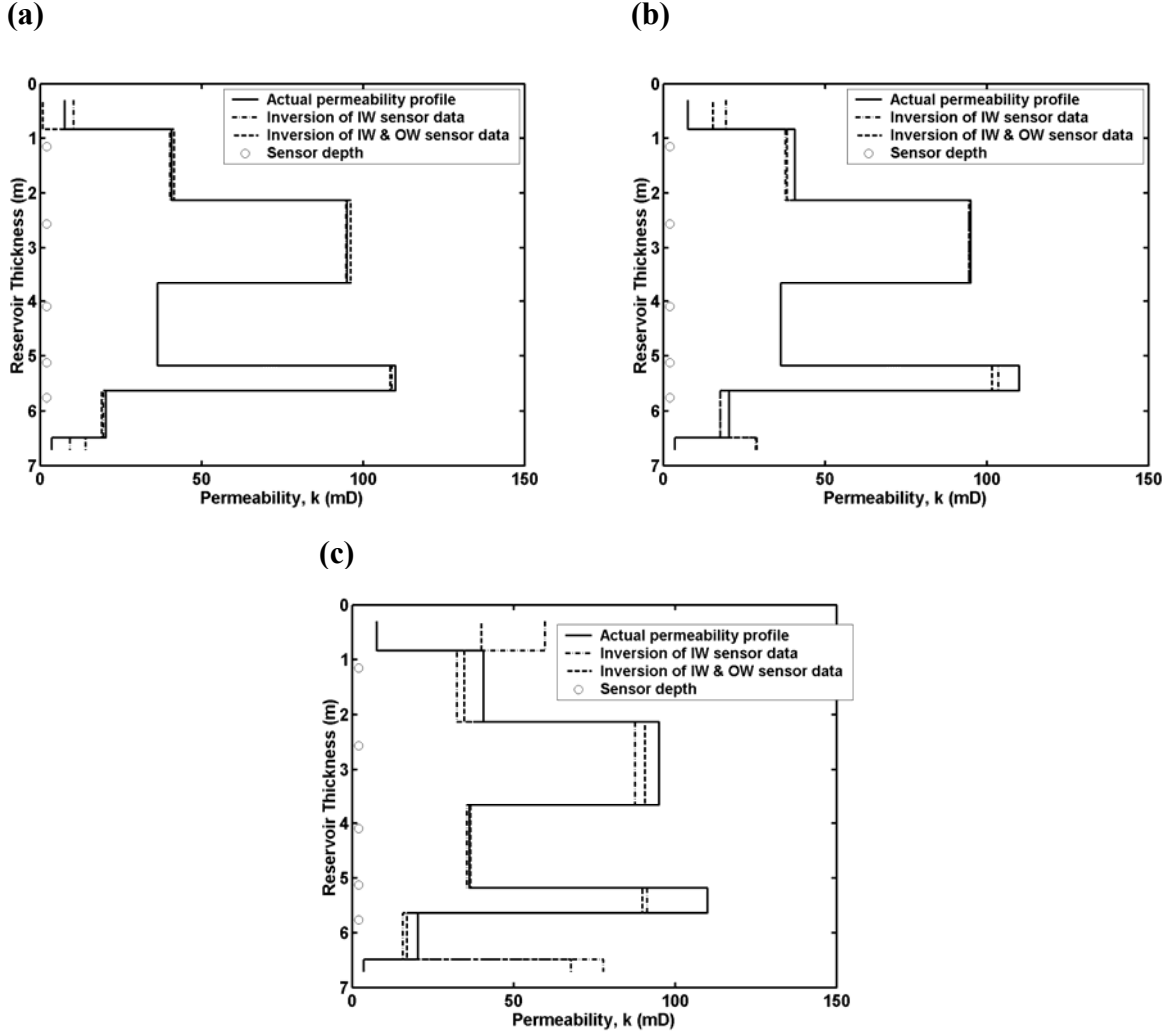 (a)
0
1
2
3
4
5
6
7
0
50
100
150
Reservoir Thickness (m)
Permeability, k (mD)
Actual permeability profile
Inversion of IW sensor data
Inversion of IW & OW sensor data
Sensor depth
(b)
0
1
2
3
4
5
6
7
0
50
100
150
Reservoir Thickness (m)
Permeability, k (mD)
Actual permeability profile
Inversion of IW sensor data
Inversion of IW & OW sensor data
Sensor depth
(c)
0
1
2
3
4
5
6
7
0
50
100
150
Reservoir Thickness (m)
Permeability, k (mD)
Actual permeability profile
Inversion of IW sensor data
Inversion of IW & OW sensor data
Sensor depth